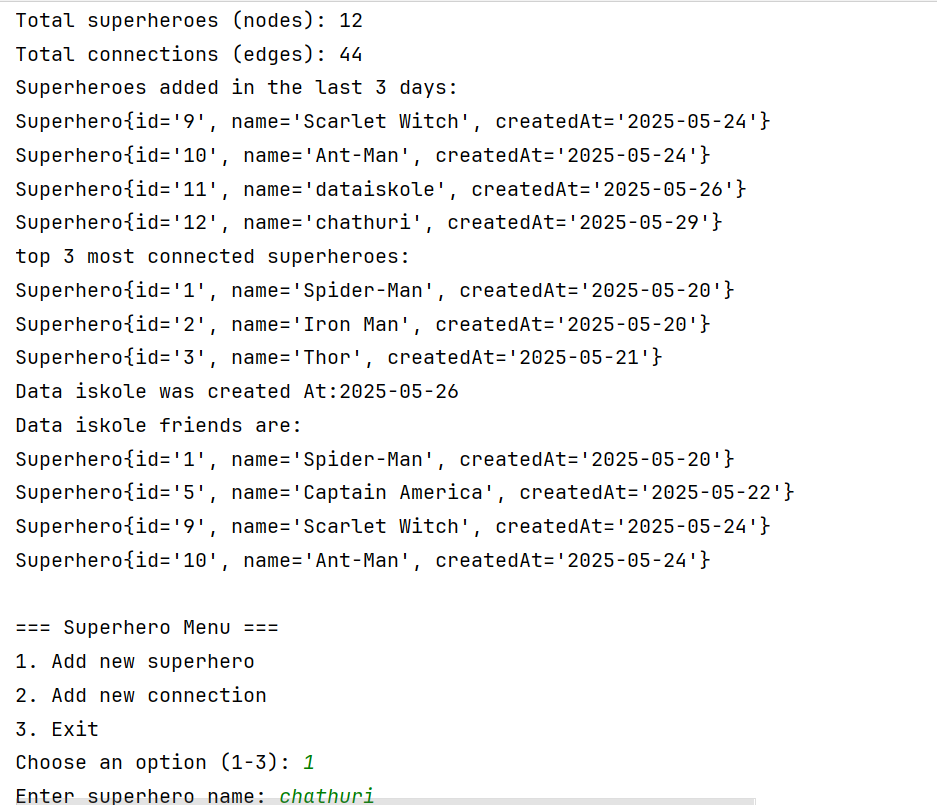 Total superheroes (nodes): 12
Total connections (edges): 44
Superheroes added in the last 3 days:
Superhero{id='9', name='Scarlet Witch', createdAt='2025-05-24'}
Superhero{id='10', name='Ant-Man', createdAt='2025-05-24'}
Superhero{id='11', name='dataiskole', createdAt='2025-05-26'}
Superhero{id='12', name='chathuri', createdAt='2025-05-29'}
top 3 most connected superheroes:
Superhero{id='1', name='Spider-Man', createdAt='2025-05-20'}
Superhero{id='2', name='Iron Man', createdAt='2025-05-20'}
Superhero{id='3', name='Thor', createdAt='2025-05-21'}
Data iskole was created At:2025-05-26
Data iskole friends are:
Superhero{id='1', name='Spider-Man', createdAt='2025-05-20'}
Superhero{id='5', name='Captain America', createdAt='2025-05-22'}
Superhero{id='9', name='Scarlet Witch', createdAt='2025-05-24'}
Superhero{id='10', name='Ant-Man', createdAt='2025-05-24'}
=== Superhero Menu ===
1. Add new superhero
2. Add new connection
3. Exit
Choose an option (1-3): 1
Enter superhero name: chathuri